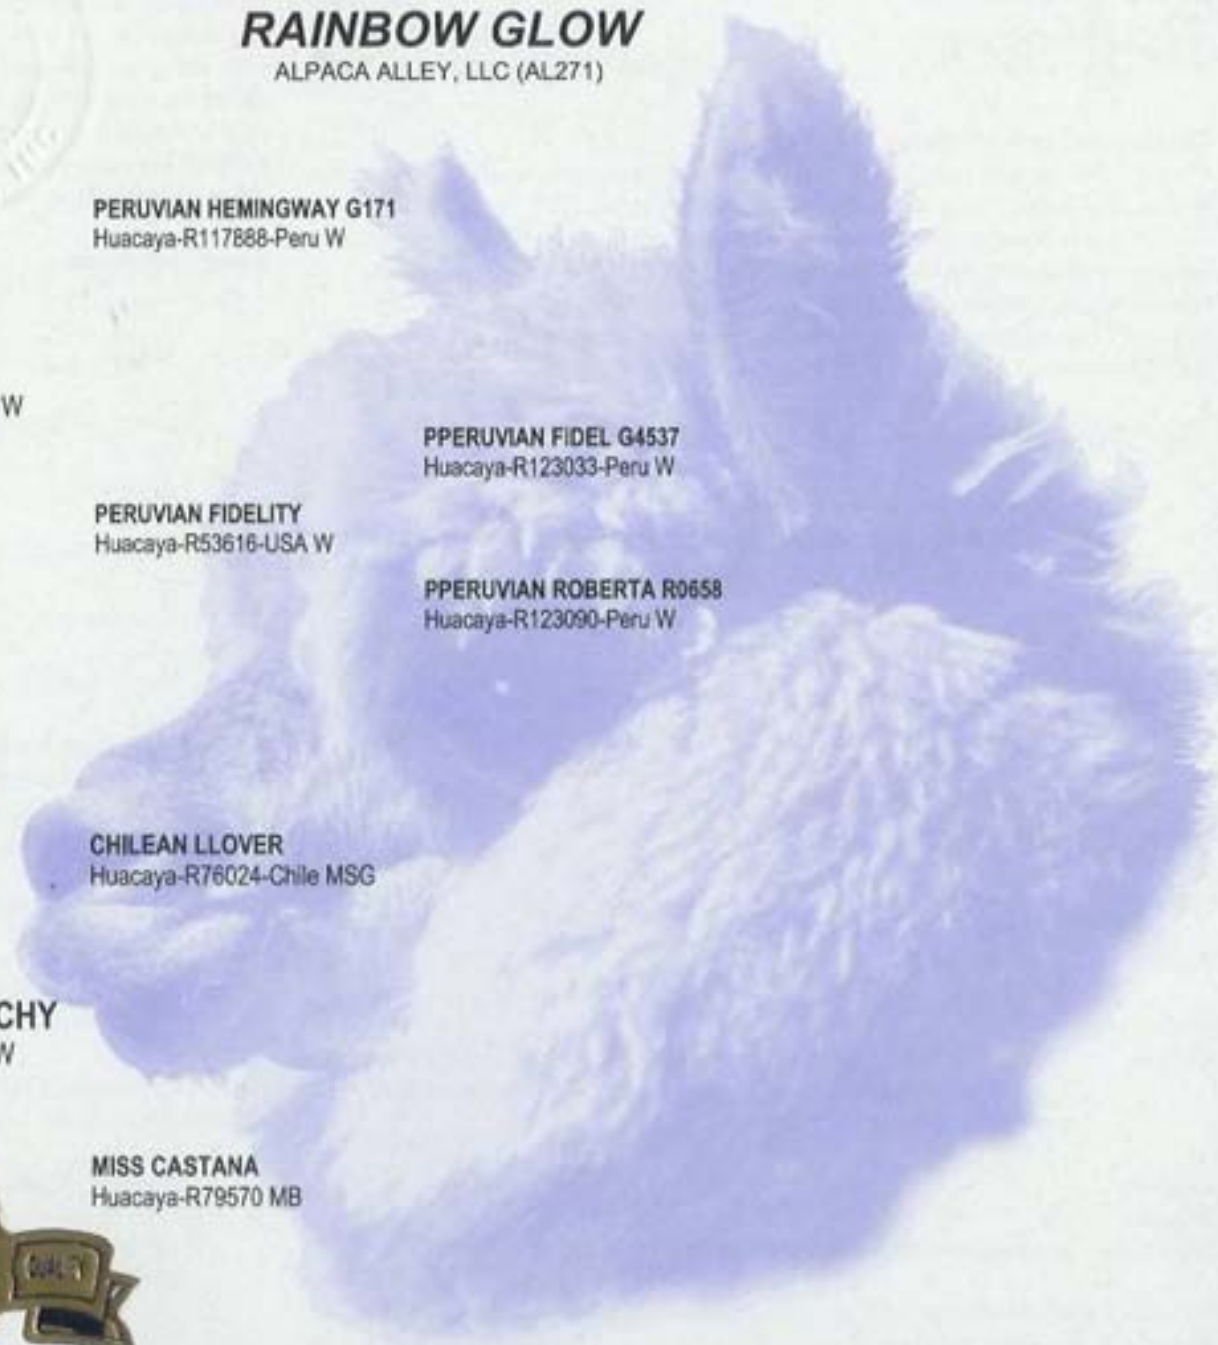 RAINBOW GLOW
ALPACA ALLEY, LLC (AL271)
PERUVIAN HEMINGWAY G171
Huacaya-R117888-Peru W
W
PPERUVIAN FIDEL G4537
Huacaya-R123033-Peru W
PERUVIAN FIDELITY
Huacaya-R53616-USA W
PPERUVIAN ROBERTA R0658
Huacaya-R123090-Peru W
CHILEAN LLOVER
Huacaya-R76024-Chile MSG
CHY
W
MISS CASTANA
Huacaya-R79570 MB
QUALITY